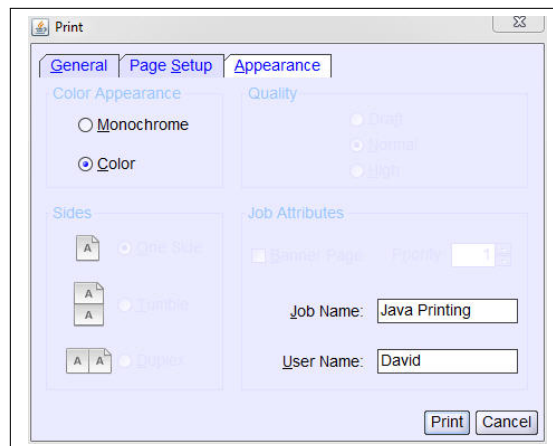 Print
General Page Setup Appearance
Color Appearance
Monochrome
Color
Quality
Draft
Normal
High
Sides
A One Side
A
A Tumble
A A Duplex
Job Attributes
Banner Page Priority: 1
Job Name: Java Printing
User Name: David
Print Cancel